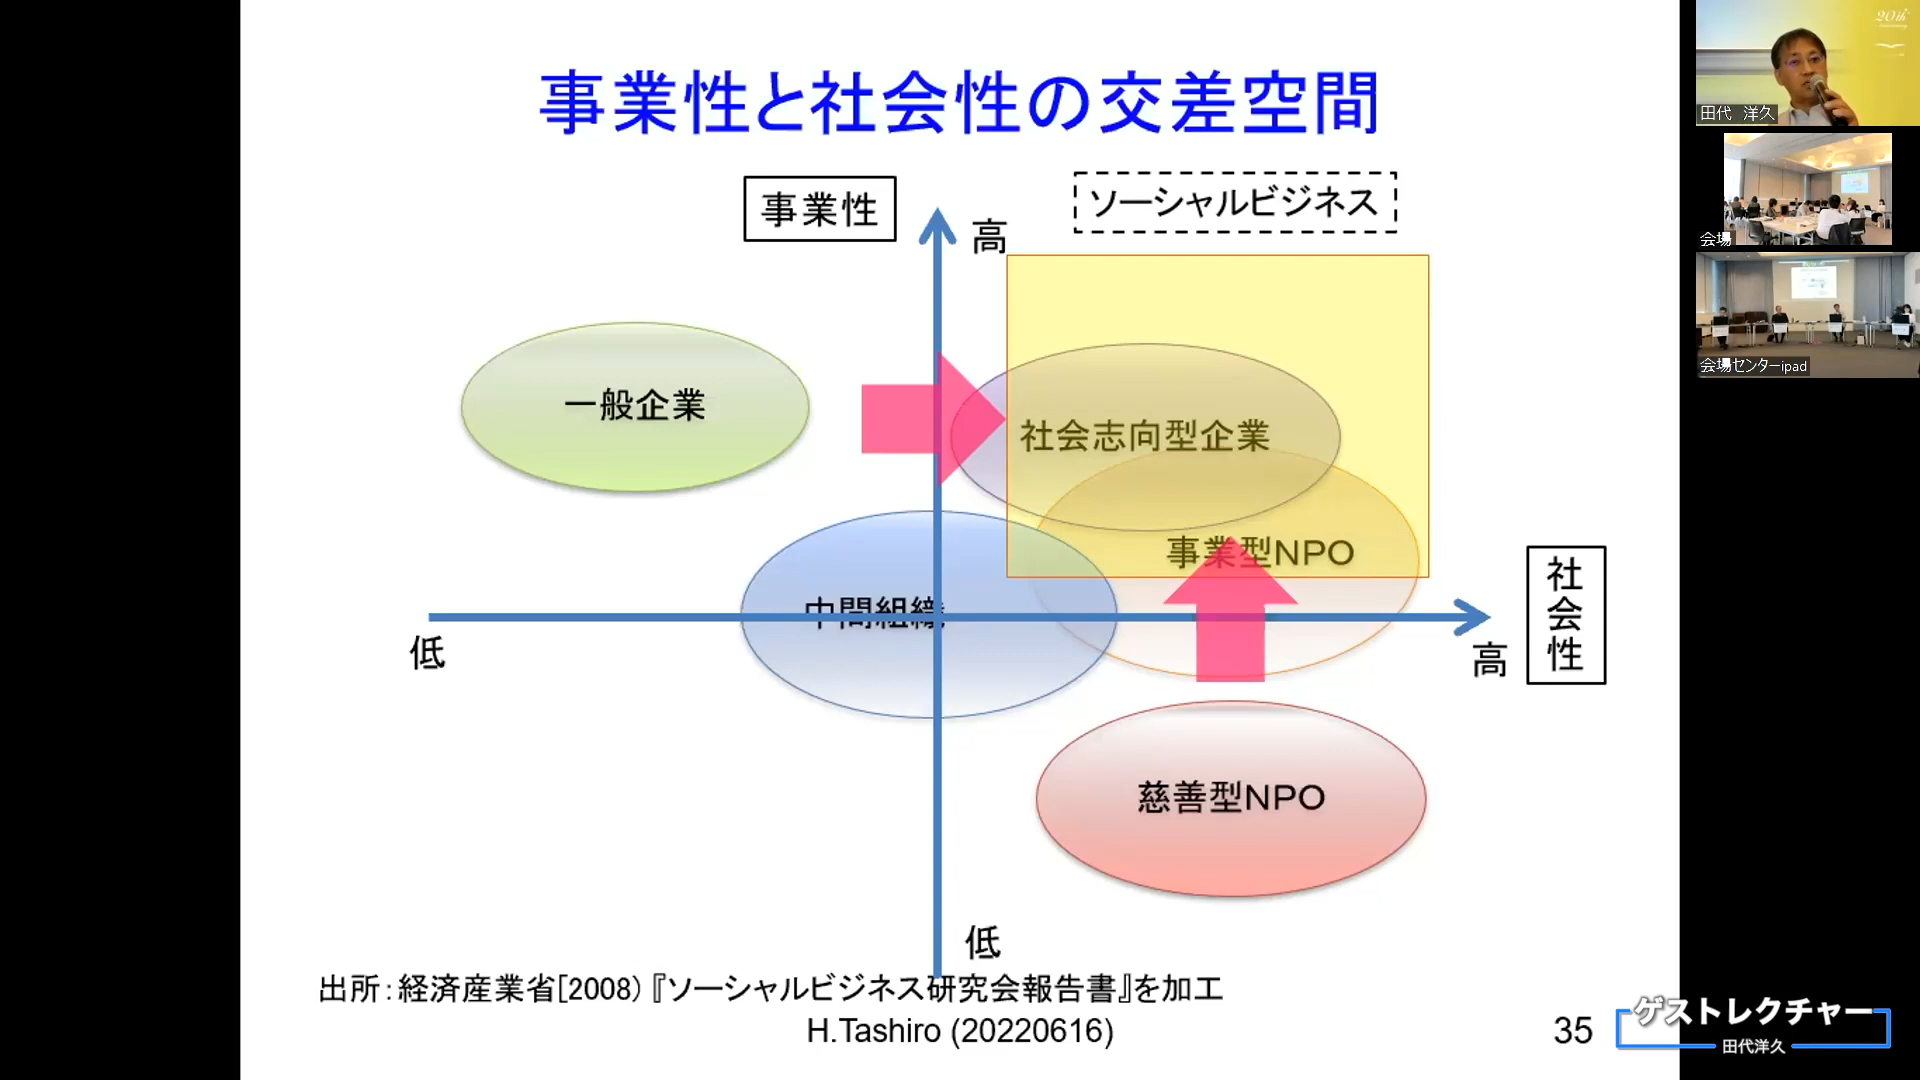 事業性と社会性の交差空間
事業性
高
ソーシャルビジネス
一般企業
社会志向型企業
事業型NPO
中間組織
低
高
社会性
慈善型NPO
低
出所：経済産業省[2008)『ソーシャルビジネス研究会報告書』を加工
H.Tashiro (20220616)
35
田代 洋久
会場
会場センターipad
ゲストレクチャー
田代洋久